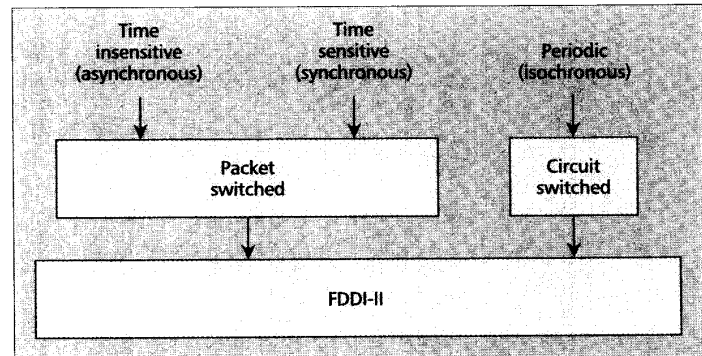 Time
insensitive
(asynchronous)
Time
sensitive
(synchronous)
Periodic
(isochronous)
Packet
switched
Circuit
switched
FDDI-II